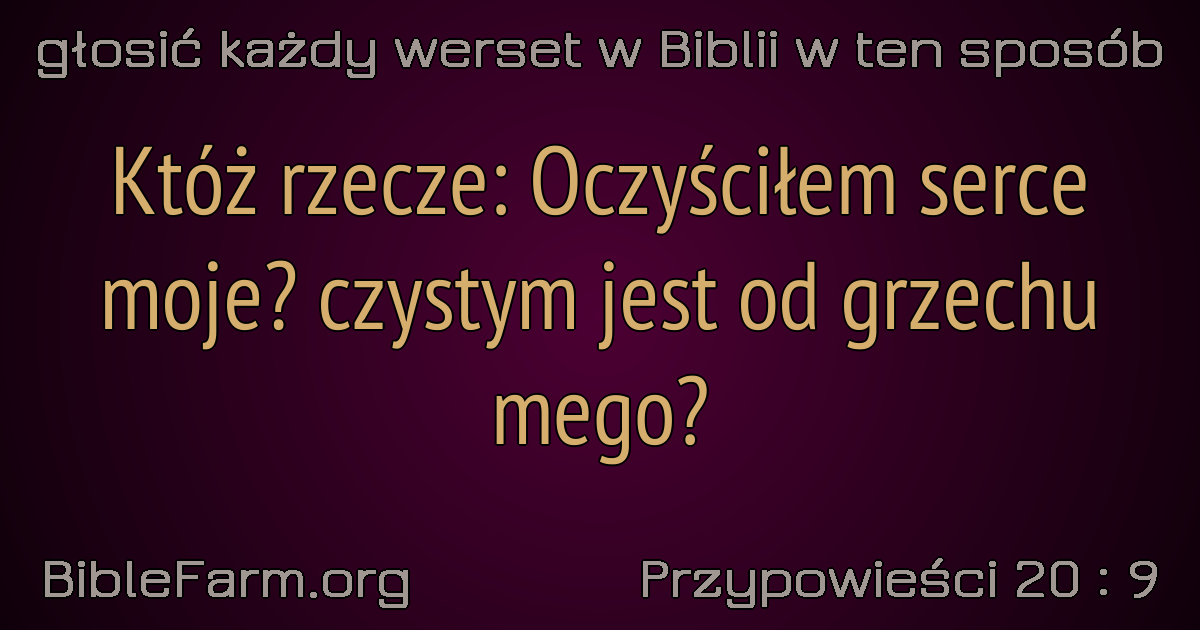 głosić każdy werset w Biblii w ten sposób
Któż rzecze: Oczyściłem serce
moje? czystym jest od grzechu
mego?
BibleFarm.org
Przypowieści 20 : 9